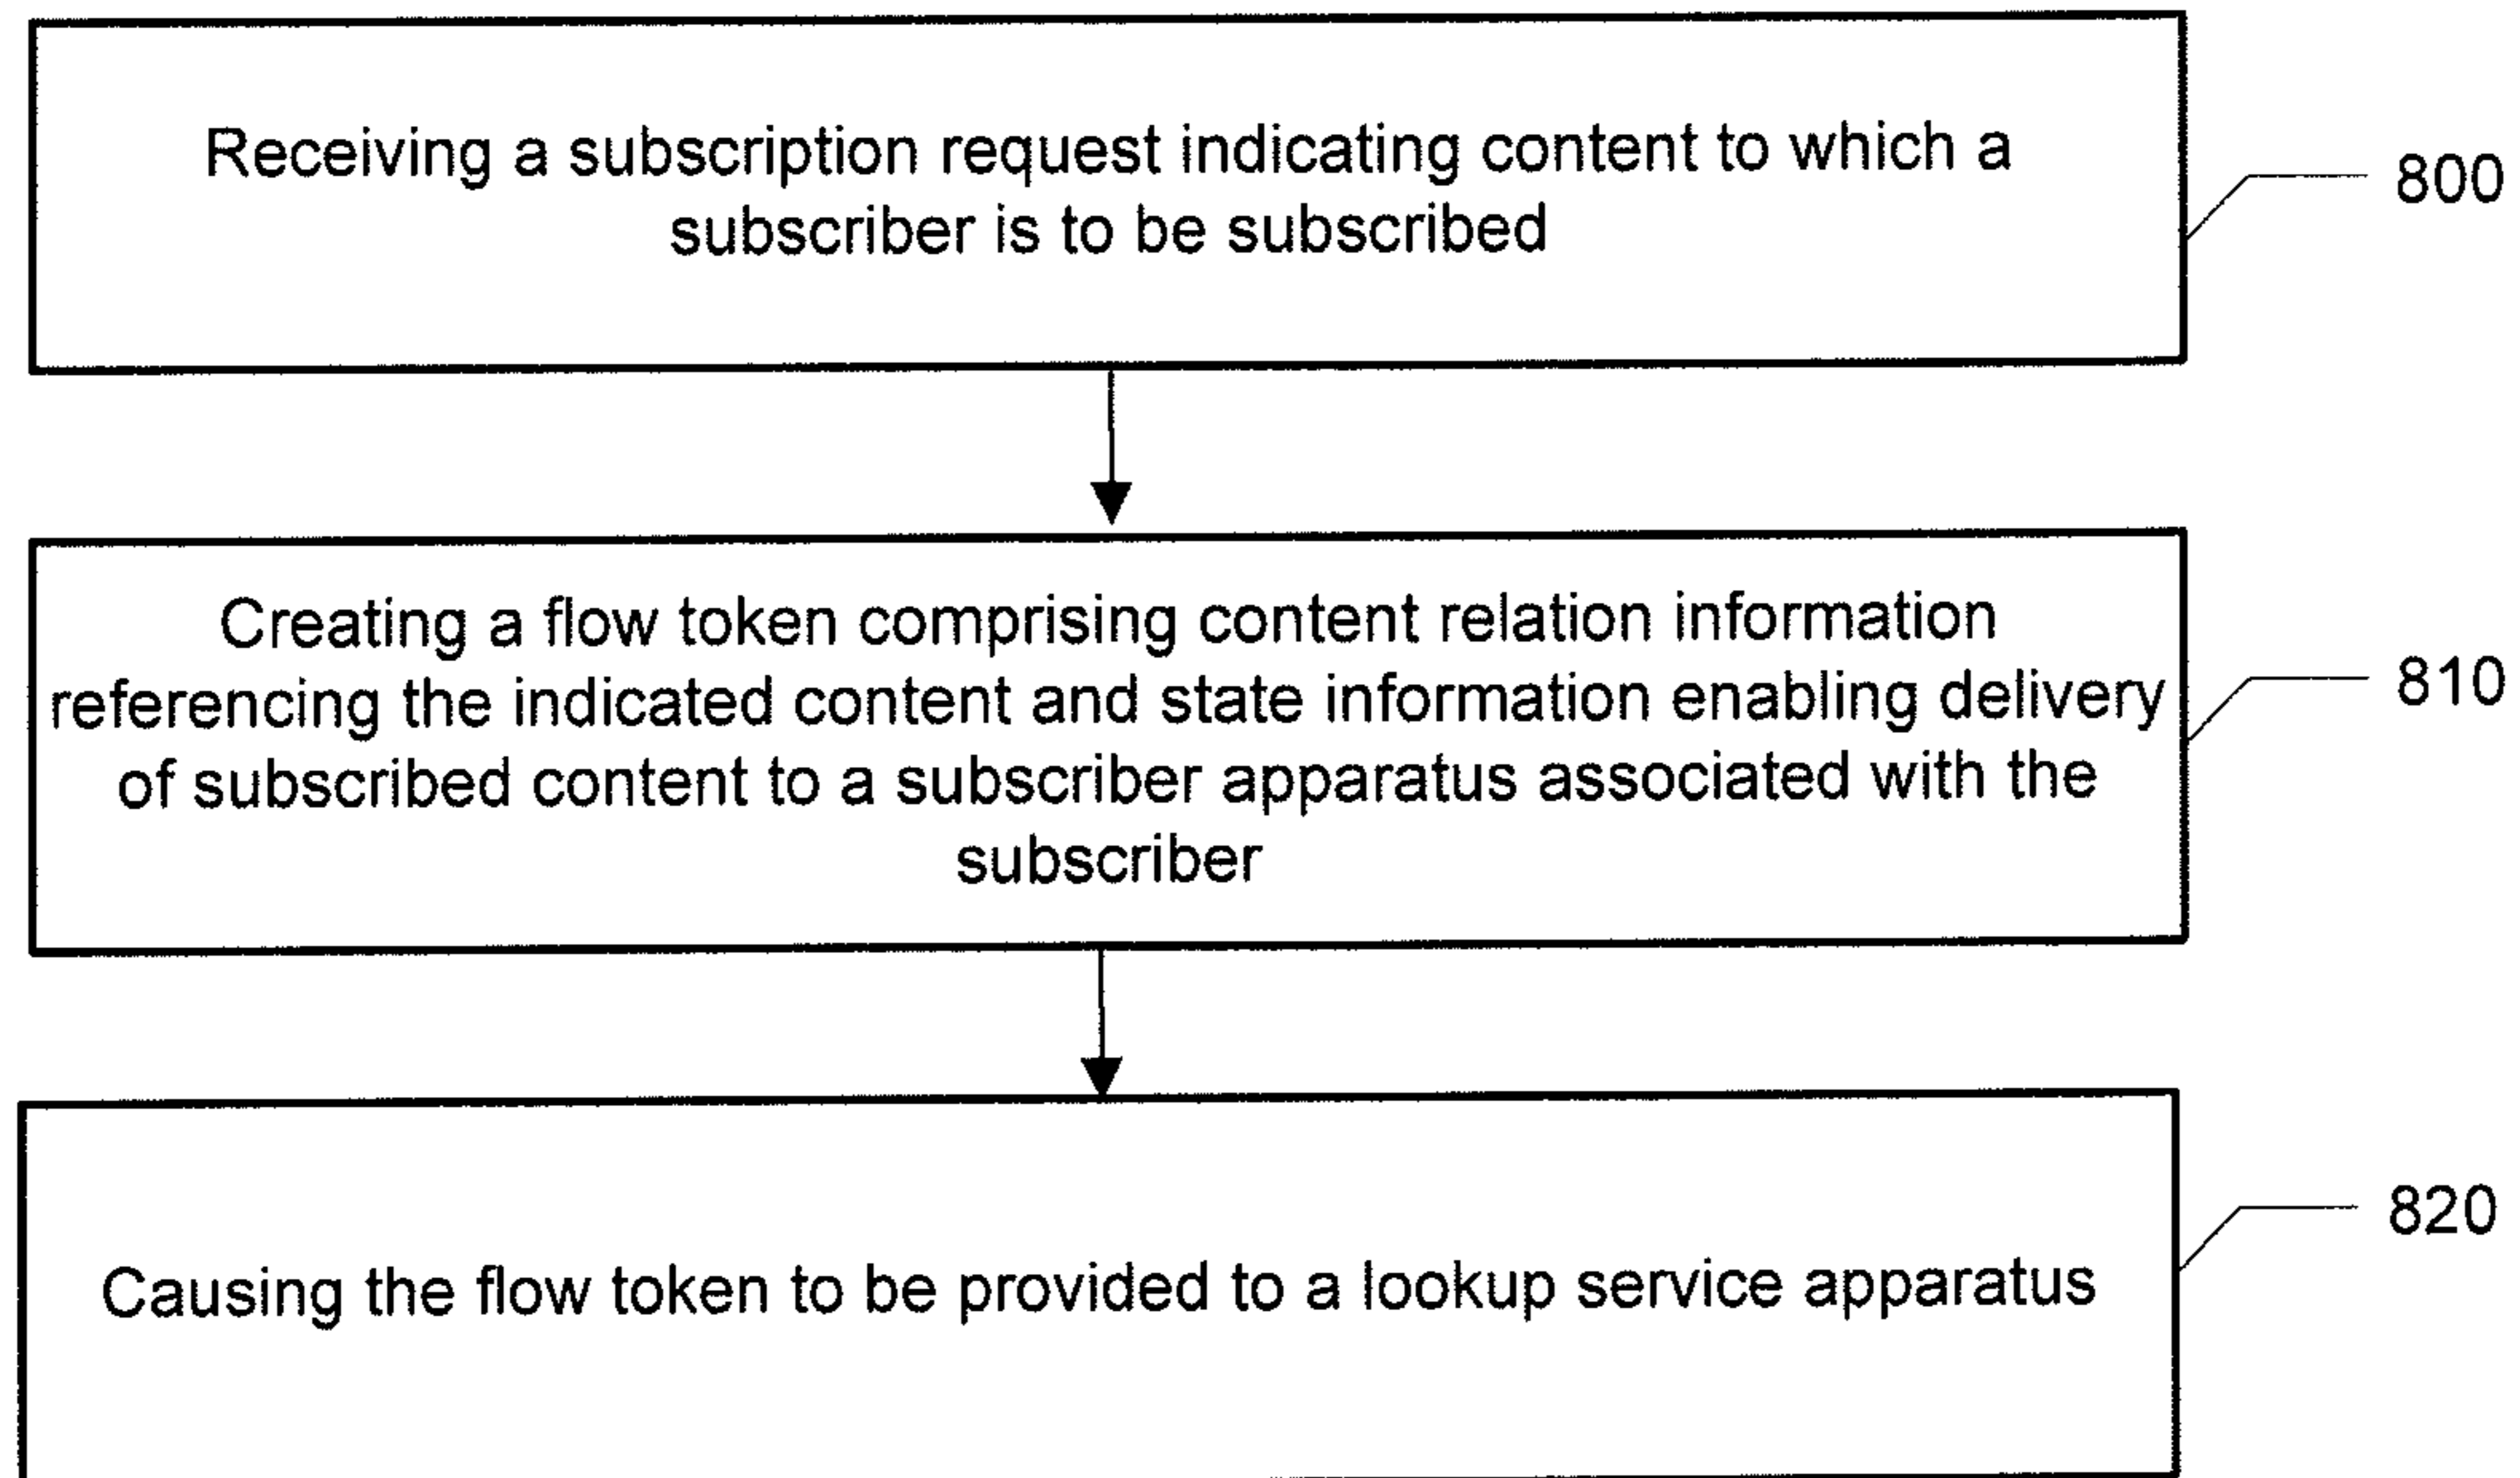 Receiving a subscription request indicating content to which a
subscriber is to be subscribed
800
Creating a flow token comprising content relation information
referencing the indicated content and state information enabling delivery
of subscribed content to a subscriber apparatus associated with the
subscriber
810
Causing the flow token to be provided to a lookup service apparatus
820